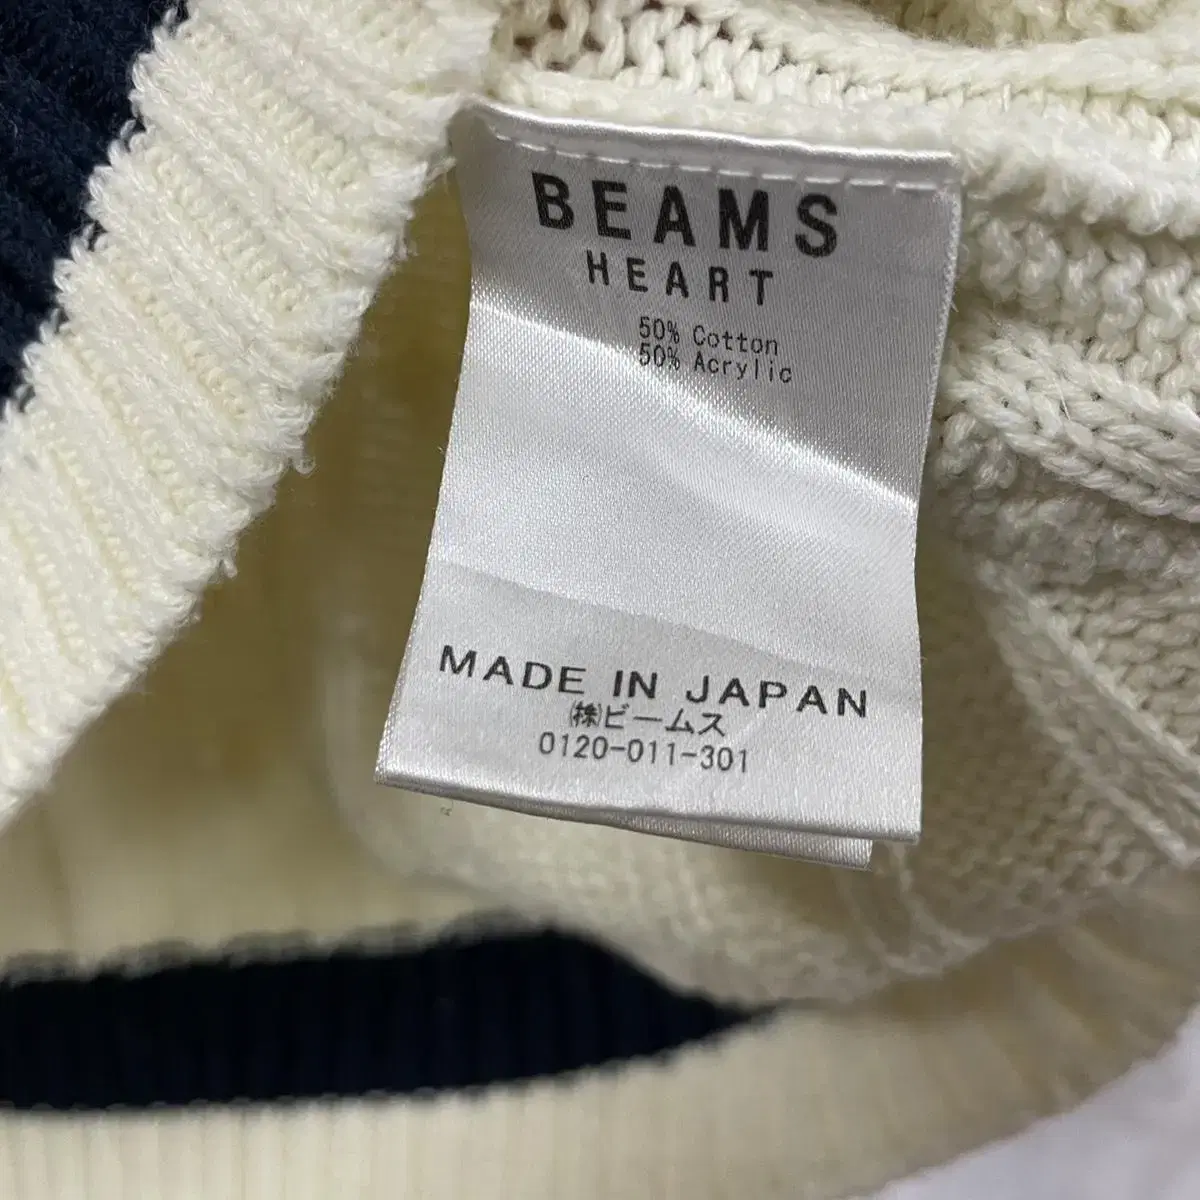 BEAMS
HEART
50% Cotton
50% Acrylic
MADE IN JAPAN
㈱ビームス
0120-011-301